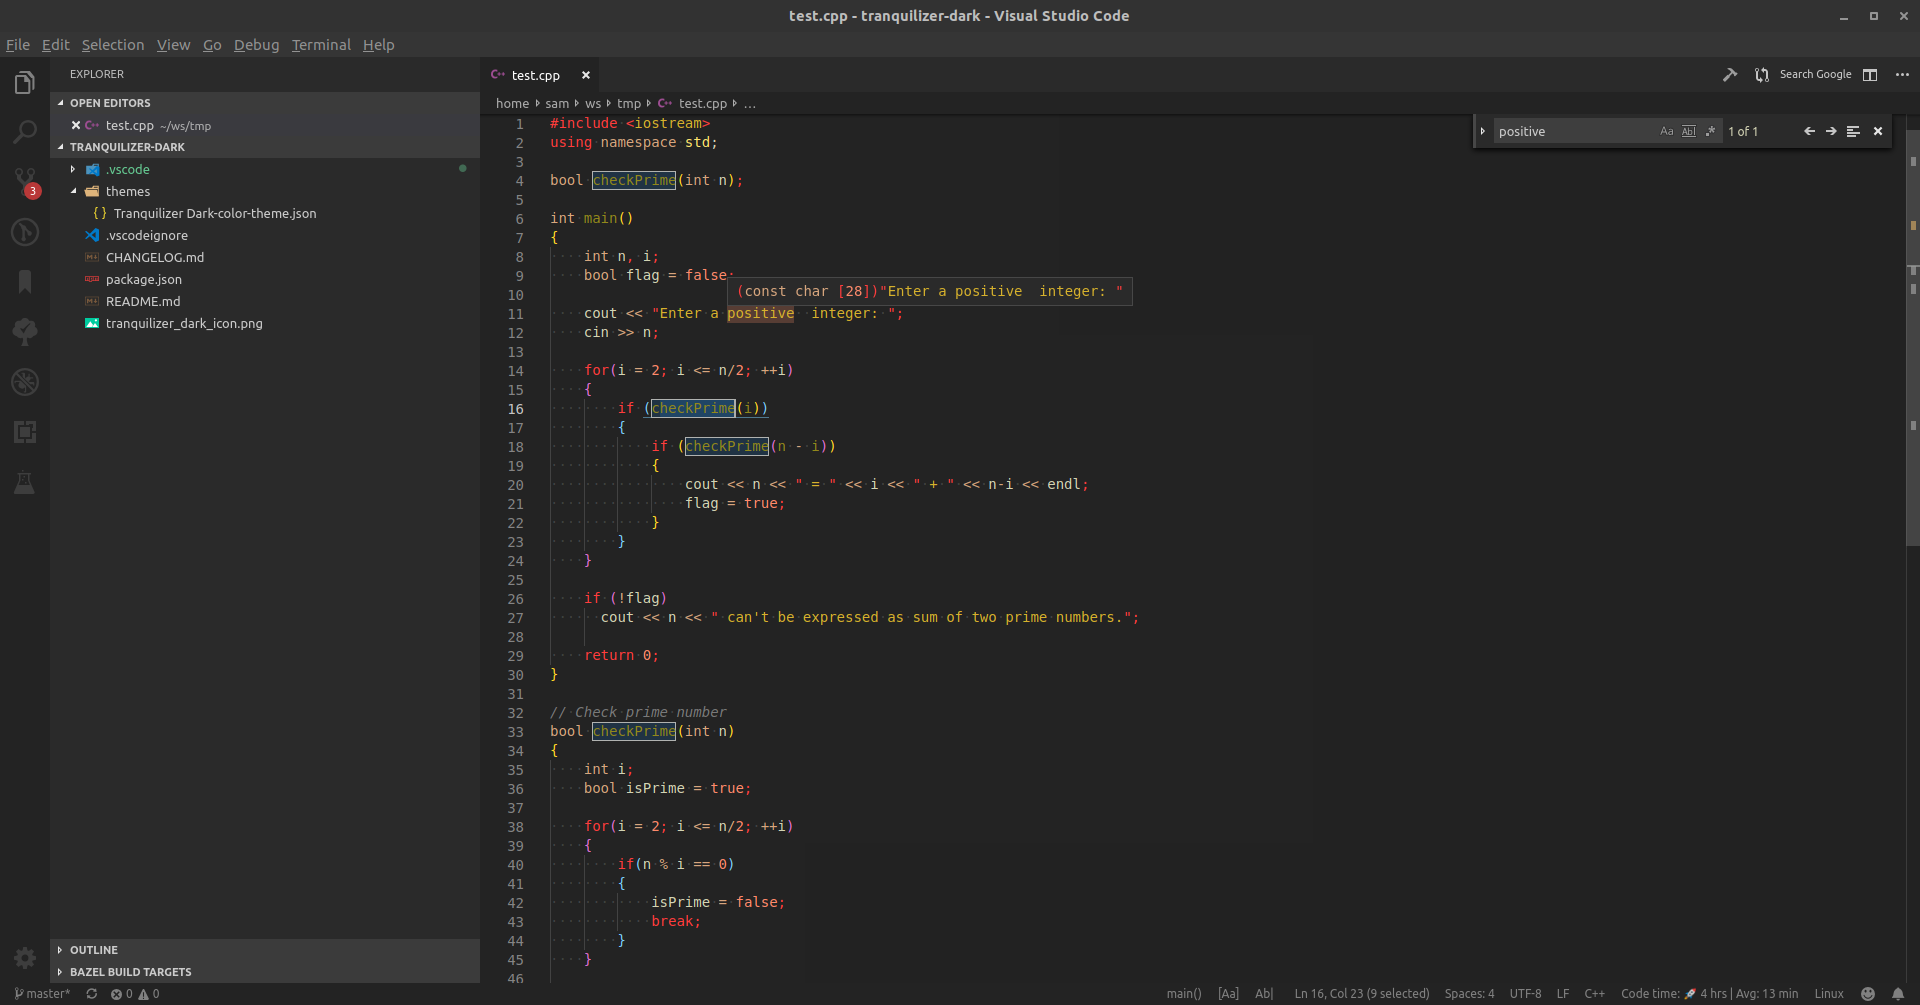 test.cpp - tranquilizer-dark - Visual Studio Code
File Edit Selection View Go Debug Terminal Help
EXPLORER
OPEN EDITORS
test.cpp ~/ws/tmp
TRANQUILIZER-DARK
.vscode
themes
{ } Tranquilizer Dark-color-theme.json
.vscodeignore
CHANGELOG.md
package.json
README.md
tranquilizer_dark_icon.png
3
OUTLINE
BAZEL BUILD TARGETS
test.cpp
Search Google
home sam ws tmp test.cpp …
positive Aa Abl .* 1 of 1
1 #include <iostream>
2 using namespace std;
3
4 bool checkPrime(int n);
5
6 int main()
7 {
8 int n, i;
9 bool flag = false;
(const char [28])"Enter a positive  integer: "
10
11 cout << "Enter a positive  integer: ";
12 cin >> n;
13
14 for(i = 2; i <= n/2; ++i)
15 {
16 if (checkPrime(i))
17 {
18 if (checkPrime(n - i))
19 {
20 cout << n << " = " << i << " + " << n-i << endl;
21 flag = true;
22 }
23 }
24 }
25
26 if (!flag)
27 cout << n << " can't be expressed as sum of two prime numbers.";
28
29 return 0;
30 }
31
32 // Check prime number
33 bool checkPrime(int n)
34 {
35 int i;
36 bool isPrime = true;
37
38 for(i = 2; i <= n/2; ++i)
39 {
40 if(n % i == 0)
41 {
42 isPrime = false;
43 break;
44 }
45 }
46
master* 0 0 main() [Aa] Ab| Ln 16, Col 23 (9 selected) Spaces: 4 UTF-8 LF C++ Code time: 🚀 4 hrs | Avg: 13 min Linux